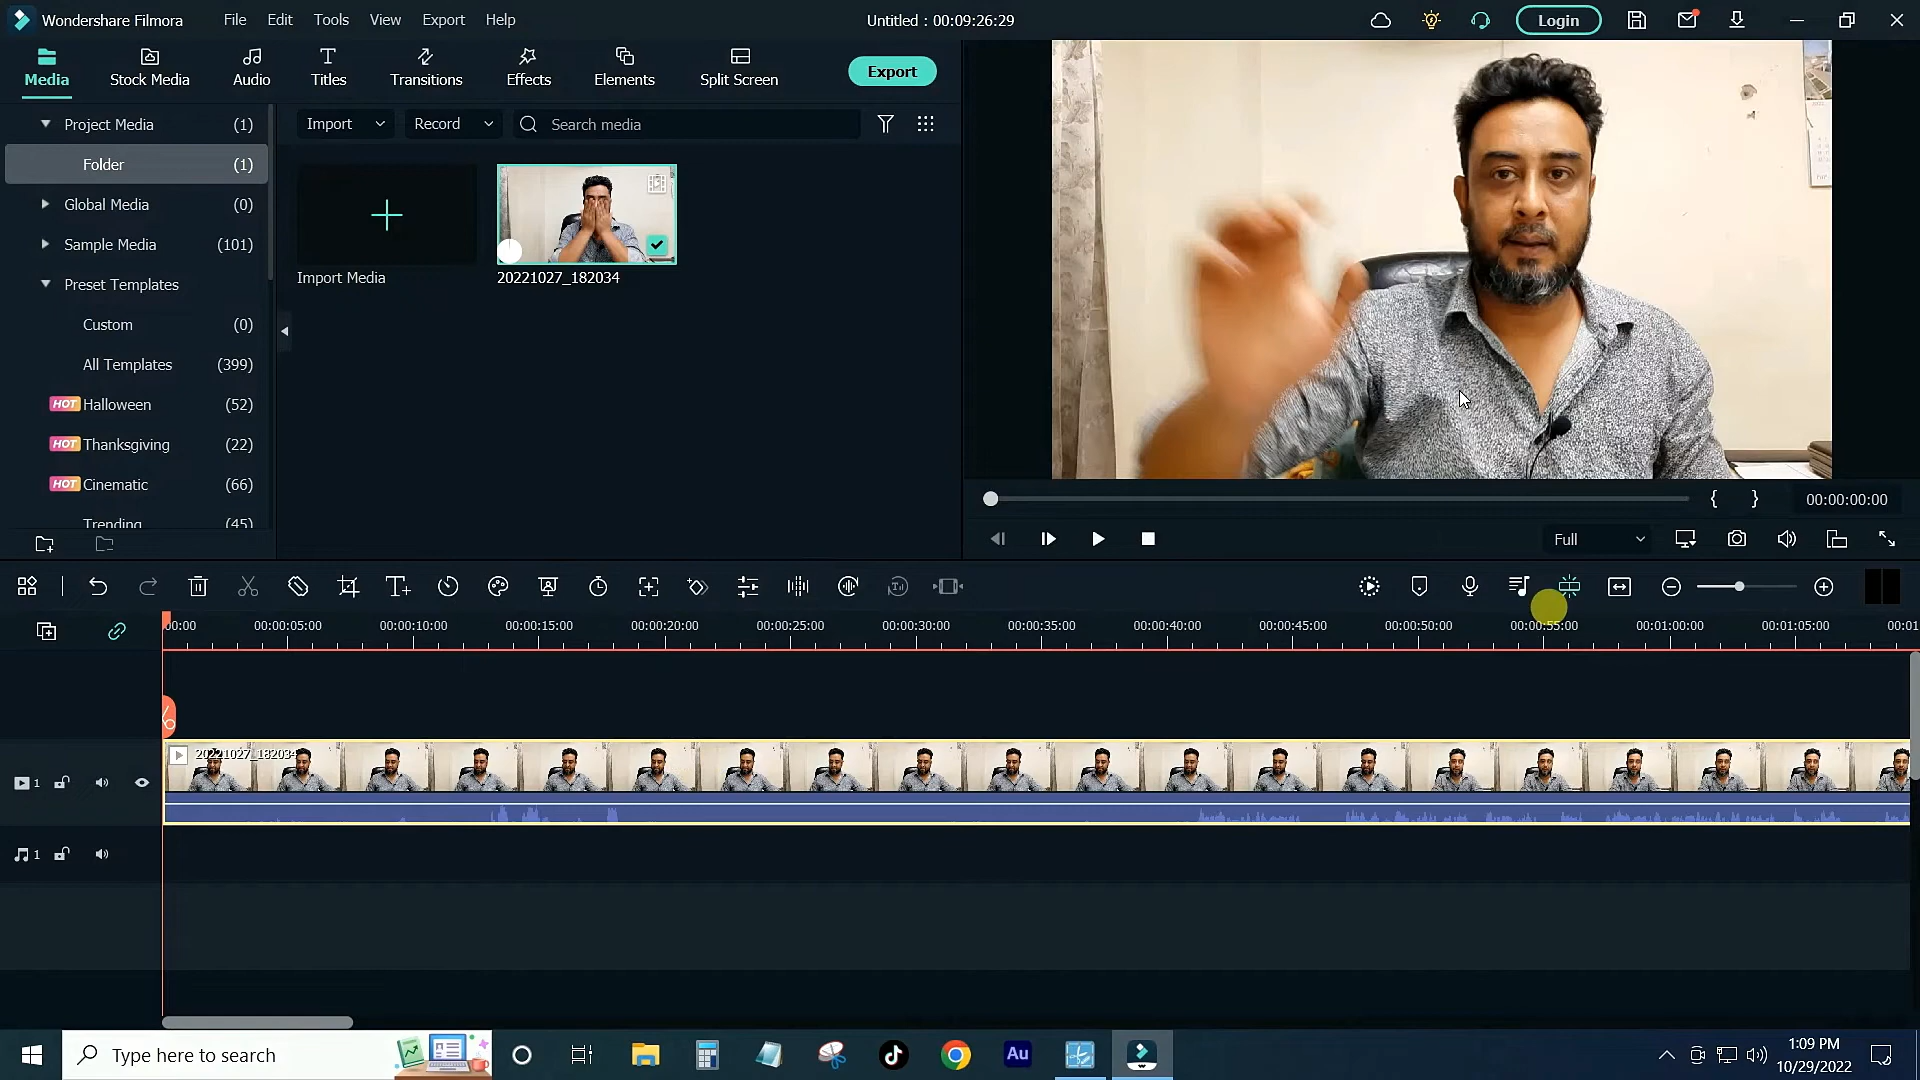 Wondershare Filmora
File Edit Tools View Export Help
Untitled : 00:09:26:29
Login
Media
Stock Media
Audio
Titles
Transitions
Effects
Elements
Split Screen
Export
Project Media (1)
Folder (1)
Global Media (0)
Sample Media (101)
Preset Templates
Custom (0)
All Templates (399)
HOT Halloween (52)
HOT Thanksgiving (22)
HOT Cinematic (66)
Trending (45)
Import
Record
Search media
Import Media
20221027_182034
00:00:00:00
Full
00:00 00:00:05:00 00:00:10:00 00:00:15:00 00:00:20:00 00:00:25:00 00:00:30:00 00:00:35:00 00:00:40:00 00:00:45:00 00:00:50:00 00:00:55:00 00:01:00:00 00:01:05:00 00:01
20221027_182034
1
1
Type here to search
Au
1:09 PM
10/29/2022